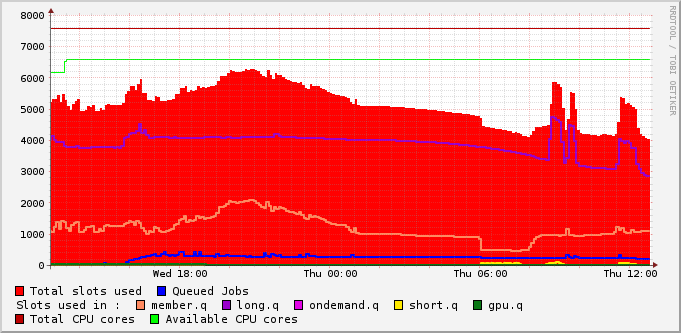 8000
7000
6000
5000
4000
3000
2000
1000
0
Wed 18:00 Thu 00:00 Thu 06:00 Thu 12:00
RRDTOOL / TOBI OETIKER
Total slots used Queued Jobs
Slots used in : member.q long.q ondemand.q short.q gpu.q
Total CPU cores Available CPU cores